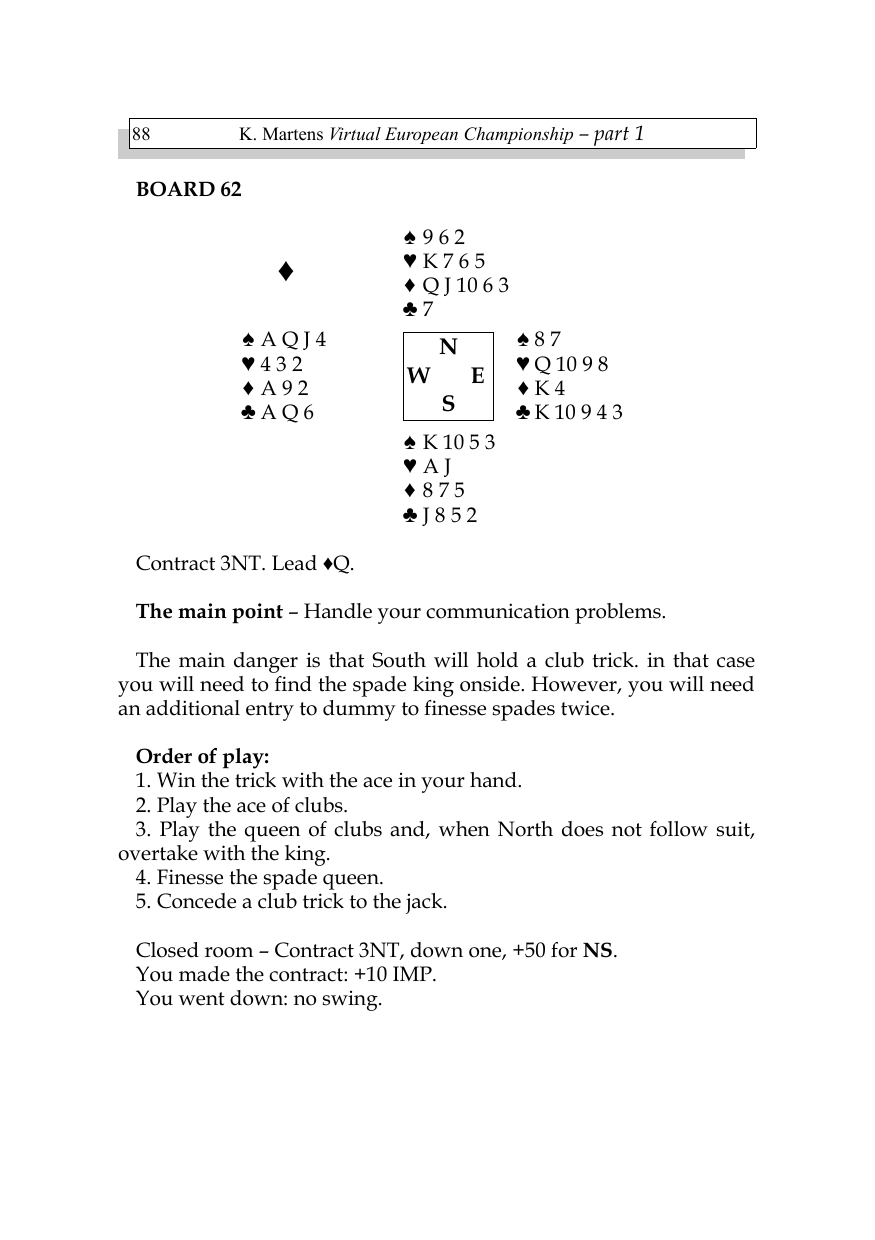 88 K. Martens Virtual European Championship – part 1
BOARD 62
♠ 9 6 2
♥ K 7 6 5
♦ Q J 10 6 3
♣ 7
♦
♠ A Q J 4
♥ 4 3 2
♦ A 9 2
♣ A Q 6
N
W E
S
♠ 8 7
♥ Q 10 9 8
♦ K 4
♣ K 10 9 4 3
♠ K 10 5 3
♥ A J
♦ 8 7 5
♣ J 8 5 2
Contract 3NT. Lead ♦Q.
The main point – Handle your communication problems.
The main danger is that South will hold a club trick. in that case
you will need to find the spade king onside. However, you will need
an additional entry to dummy to finesse spades twice.
Order of play:
1. Win the trick with the ace in your hand.
2. Play the ace of clubs.
3. Play the queen of clubs and, when North does not follow suit,
overtake with the king.
4. Finesse the spade queen.
5. Concede a club trick to the jack.
Closed room – Contract 3NT, down one, +50 for NS.
You made the contract: +10 IMP.
You went down: no swing.